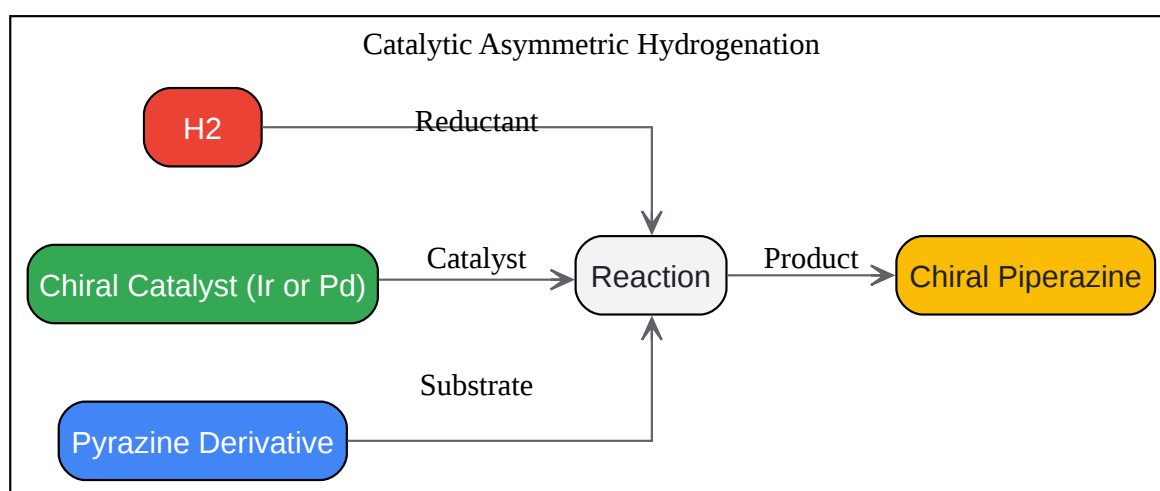 Catalytic Asymmetric Hydrogenation
H2
Reductant
Chiral Catalyst (Ir or Pd)
Catalyst
Reaction
Product
Chiral Piperazine
Substrate
Pyrazine Derivative